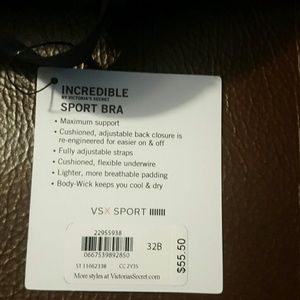 INCREDIBLE
BY VICTORIA'S SECRET
SPORT BRA
• Maximum support
• Cushioned, adjustable back closure is
re-engineered for easier on & off
• Fully adjustable straps
• Cushioned, flexible underwire
• Lighter, more breathable padding
• Body-Wick keeps you cool & dry
VSX SPORT
22955938
0667539892850
32B
$55.50
ST 11062338 CC 2Y35
More styles at VictoriasSecret.com